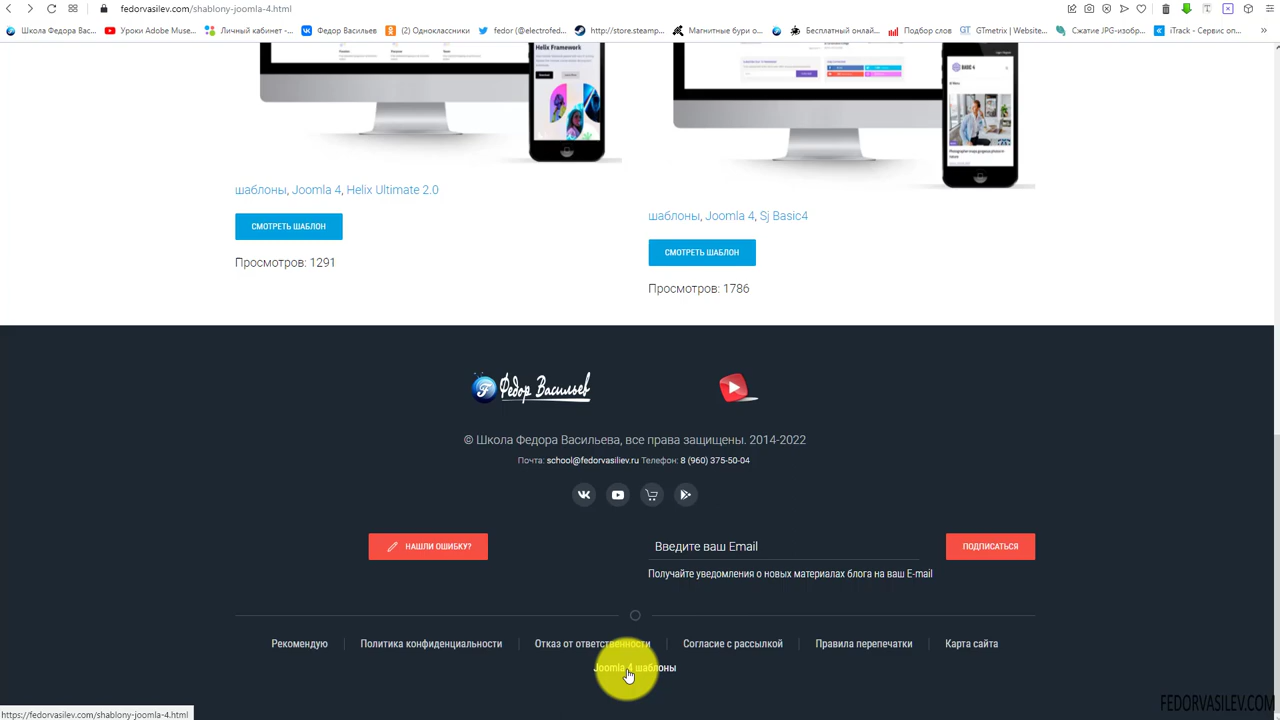 fedorvasilev.com/shablony-joomla-4.html
Школа Федора Вас... Уроки Adobe Muse... Личный кабинет -... Федор Васильев (2) Одноклассники fedor (@electrofed... http://store.steamp... Магнитные бури о... Бесплатный онлай... Подбор слов GTmetrix | Website... Сжатие JPG-изобр... iTrack - Сервис оп...
Helix Framework
BASIC 4
шаблоны, Joomla 4, Helix Ultimate 2.0
СМОТРЕТЬ ШАБЛОН
Просмотров: 1291
шаблоны, Joomla 4, Sj Basic4
СМОТРЕТЬ ШАБЛОН
Просмотров: 1786
Федор Васильев
© Школа Федора Васильева, все права защищены. 2014-2022
Почта: school@fedorvasiliev.ru Телефон: 8 (960) 375-50-04
НАШЛИ ОШИБКУ?
Введите ваш Email
ПОДПИСАТЬСЯ
Получайте уведомления о новых материалах блога на ваш E-mail
Рекомендую Политика конфиденциальности Отказ от ответственности Согласие с рассылкой Правила перепечатки Карта сайта
Joomla 4 шаблоны
https://fedorvasilev.com/shablony-joomla-4.html
FEDORVASILEV.COM